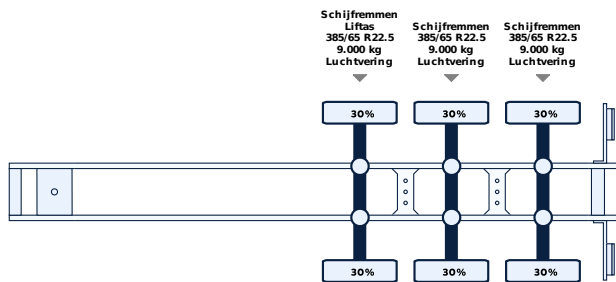 Schijfremmen
Liftas
385/65 R22.5
9.000 kg
Luchtvering
Schijfremmen
385/65 R22.5
9.000 kg
Luchtvering
Schijfremmen
385/65 R22.5
9.000 kg
Luchtvering
30% 30% 30%
30% 30% 30%